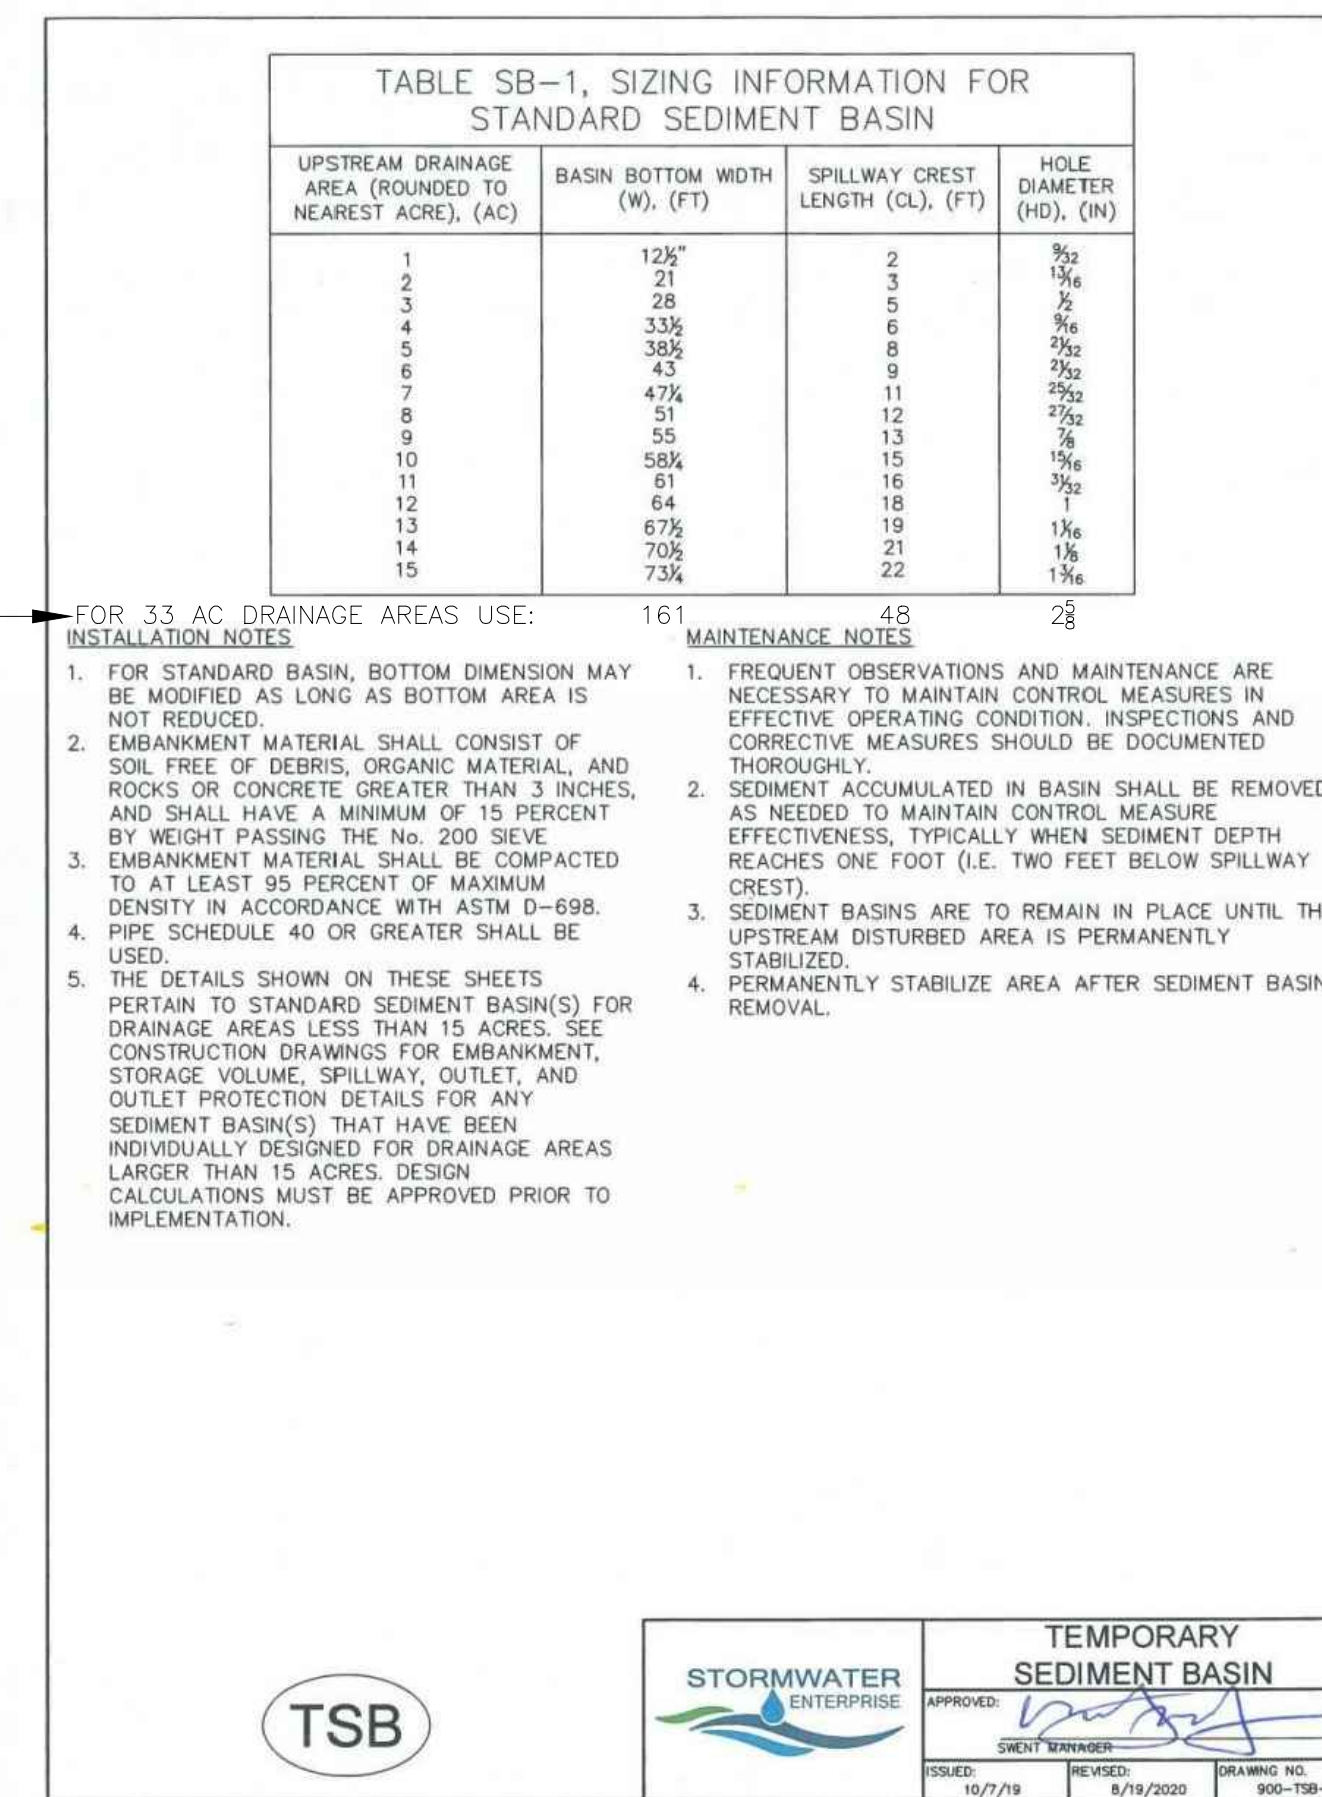 TABLE SB-1, SIZING INFORMATION FOR
STANDARD SEDIMENT BASIN
UPSTREAM DRAINAGE AREA (ROUNDED TO NEAREST ACRE), (AC) BASIN BOTTOM WIDTH (W), (FT) SPILLWAY CREST LENGTH (CL), (FT) HOLE DIAMETER (HD), (IN)
1 12½" 2 9/32
2 21 3 13/16
3 28 5 ½
4 33½ 6 9/16
5 38½ 8 21/32
6 43 9 21/32
7 47¼ 11 25/32
8 51 12 27/32
9 55 13 7/8
10 58¼ 15 15/16
11 61 16 31/32
12 64 18 1
13 67½ 19 1 1/16
14 70½ 21 1 1/8
15 73¼ 22 1 3/16
FOR 33 AC DRAINAGE AREAS USE: 161 48 2 5/8
INSTALLATION NOTES
1. FOR STANDARD BASIN, BOTTOM DIMENSION MAY
BE MODIFIED AS LONG AS BOTTOM AREA IS
NOT REDUCED.
2. EMBANKMENT MATERIAL SHALL CONSIST OF
SOIL FREE OF DEBRIS, ORGANIC MATERIAL, AND
ROCKS OR CONCRETE GREATER THAN 3 INCHES,
AND SHALL HAVE A MINIMUM OF 15 PERCENT
BY WEIGHT PASSING THE No. 200 SIEVE
3. EMBANKMENT MATERIAL SHALL BE COMPACTED
TO AT LEAST 95 PERCENT OF MAXIMUM
DENSITY IN ACCORDANCE WITH ASTM D-698.
4. PIPE SCHEDULE 40 OR GREATER SHALL BE
USED.
5. THE DETAILS SHOWN ON THESE SHEETS
PERTAIN TO STANDARD SEDIMENT BASIN(S) FOR
DRAINAGE AREAS LESS THAN 15 ACRES. SEE
CONSTRUCTION DRAWINGS FOR EMBANKMENT,
STORAGE VOLUME, SPILLWAY, OUTLET, AND
OUTLET PROTECTION DETAILS FOR ANY
SEDIMENT BASIN(S) THAT HAVE BEEN
INDIVIDUALLY DESIGNED FOR DRAINAGE AREAS
LARGER THAN 15 ACRES. DESIGN
CALCULATIONS MUST BE APPROVED PRIOR TO
IMPLEMENTATION.
MAINTENANCE NOTES
1. FREQUENT OBSERVATIONS AND MAINTENANCE ARE
NECESSARY TO MAINTAIN CONTROL MEASURES IN
EFFECTIVE OPERATING CONDITION. INSPECTIONS AND
CORRECTIVE MEASURES SHOULD BE DOCUMENTED
THOROUGHLY.
2. SEDIMENT ACCUMULATED IN BASIN SHALL BE REMOVED
AS NEEDED TO MAINTAIN CONTROL MEASURE
EFFECTIVENESS, TYPICALLY WHEN SEDIMENT DEPTH
REACHES ONE FOOT (I.E. TWO FEET BELOW SPILLWAY
CREST).
3. SEDIMENT BASINS ARE TO REMAIN IN PLACE UNTIL TH
UPSTREAM DISTURBED AREA IS PERMANENTLY
STABILIZED.
4. PERMANENTLY STABILIZE AREA AFTER SEDIMENT BASIN
REMOVAL.
TSB
STORMWATER
ENTERPRISE
TEMPORARY
SEDIMENT BASIN
APPROVED:
SWENT MANAGER
ISSUED: REVISED: DRAWING NO.
10/7/19 8/19/2020 900-TSB-